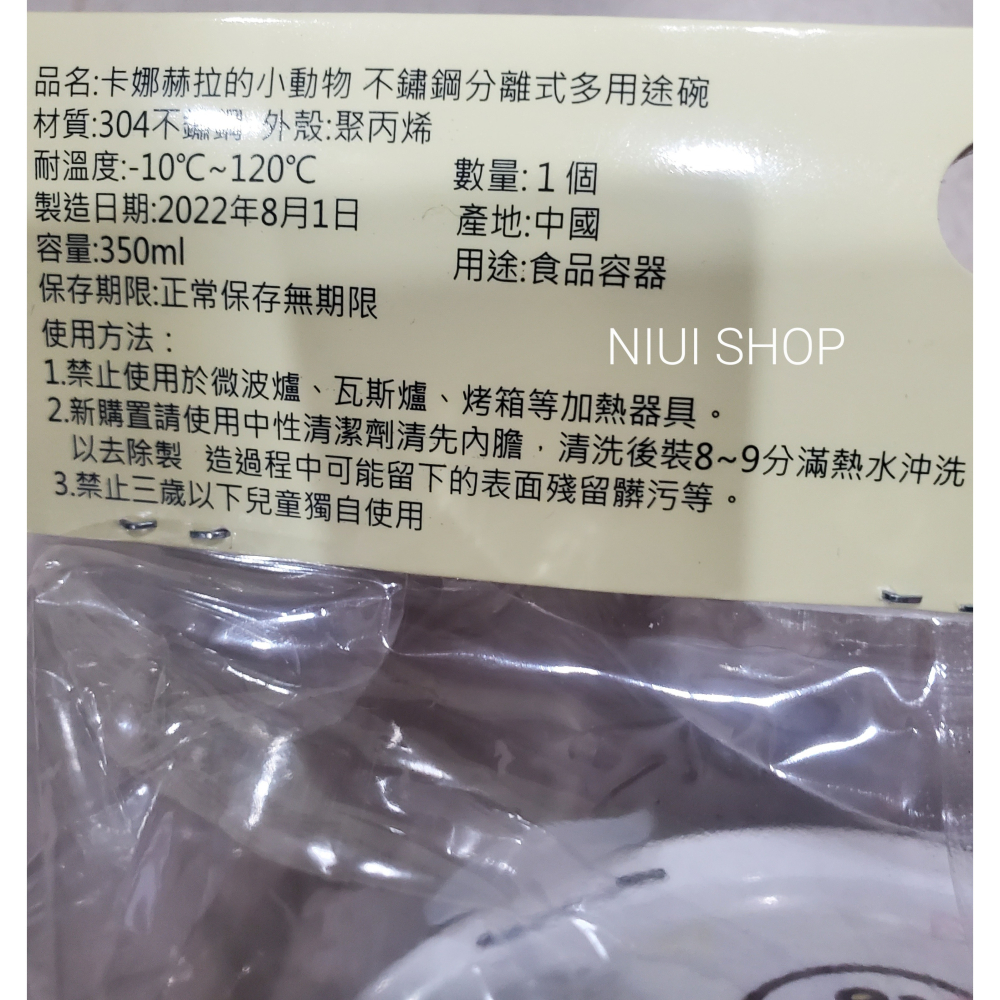 品名:卡娜赫拉的小動物 不鏽鋼分離式多用途碗
材質:304不鏽鋼 外殼:聚丙烯
耐溫度:-10℃~120℃
數量:1個
製造日期:2022年8月1日
產地:中國
容量:350ml
用途:食品容器
保存期限:正常保存無期限
使用方法：
NIUI SHOP
1.禁止使用於微波爐、瓦斯爐、烤箱等加熱器具。
2.新購置請使用中性清潔劑清先內膽，清洗後裝8~9分滿熱水沖洗
以去除製 造過程中可能留下的表面殘留髒污等。
3.禁止三歲以下兒童獨自使用